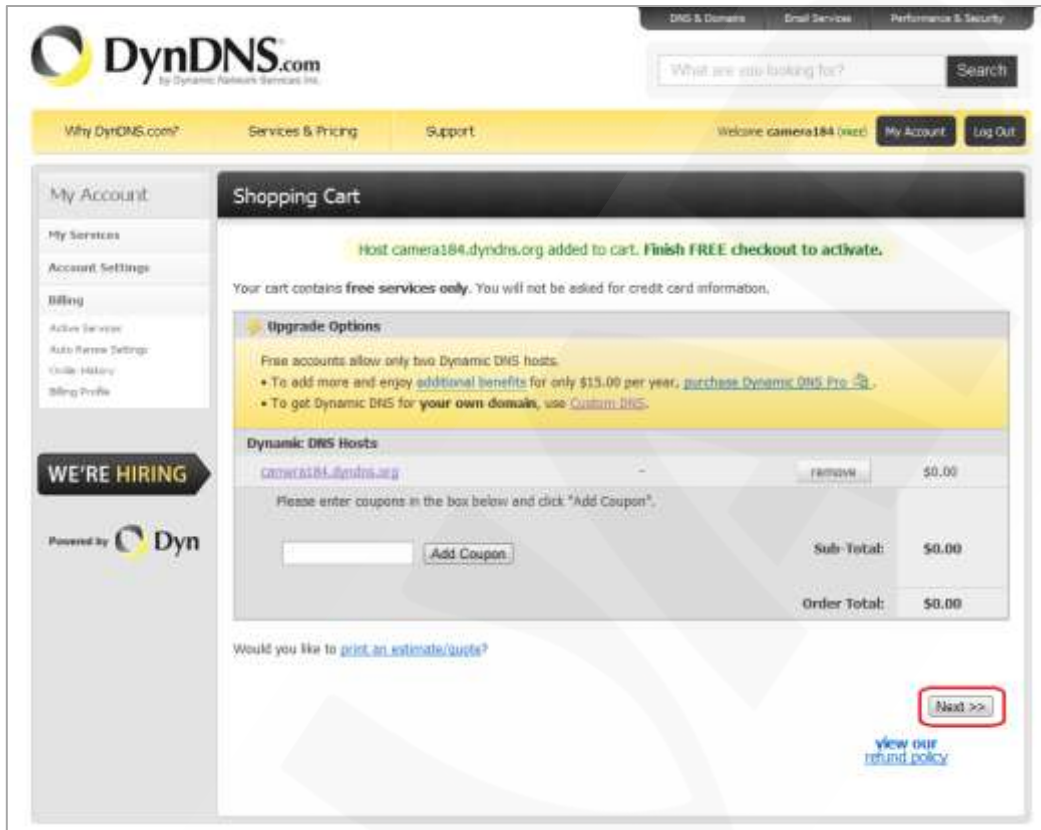 DNS & Domains Email Services Performance & Security
DynDNS.com
by Dynamic Network Services Inc.
What are you looking for? Search
Why DynDNS.com? Services & Pricing Support Welcome camera184 My Account Log Out
My Account
My Services
Account Settings
Billing
Active Services
Auto Renew Settings
Order History
Billing Profile
WE'RE HIRING
Powered by Dyn
Shopping Cart
Host camera184.dyndns.org added to cart. Finish FREE checkout to activate.
Your cart contains free services only. You will not be asked for credit card information.
Upgrade Options
Free accounts allow only two Dynamic DNS hosts.
• To add more and enjoy additional benefits for only $15.00 per year, purchase Dynamic DNS Pro .
• To get Dynamic DNS for your own domain, use Custom DNS.
Dynamic DNS Hosts
camera184.dyndns.org - remove $0.00
Please enter coupons in the box below and click "Add Coupon".
Add Coupon
Sub-Total: $0.00
Order Total: $0.00
Would you like to print an estimate/quote?
Next >>
view our
refund policy